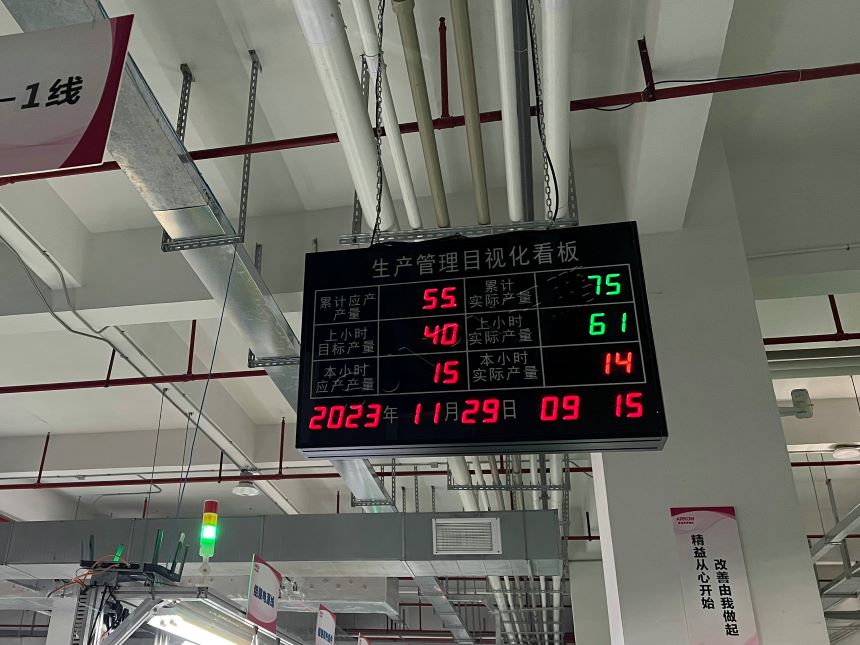 -1线
生产管理目视化看板
累计应产产量 55 累计实际产量 75
上小时目标产量 40 上小时实际产量 61
本小时应产产量 15 本小时实际产量 14
2023年 11月29日 09 15
ARROW
精益从心开始
改善由我做起